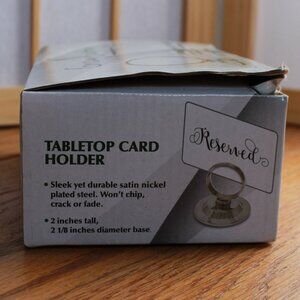 TABLETOP CARD
HOLDER
• Sleek yet durable satin nickel
plated steel. Won't chip,
crack or fade.
• 2 inches tall,
2 1/8 inches diameter base
Reserved